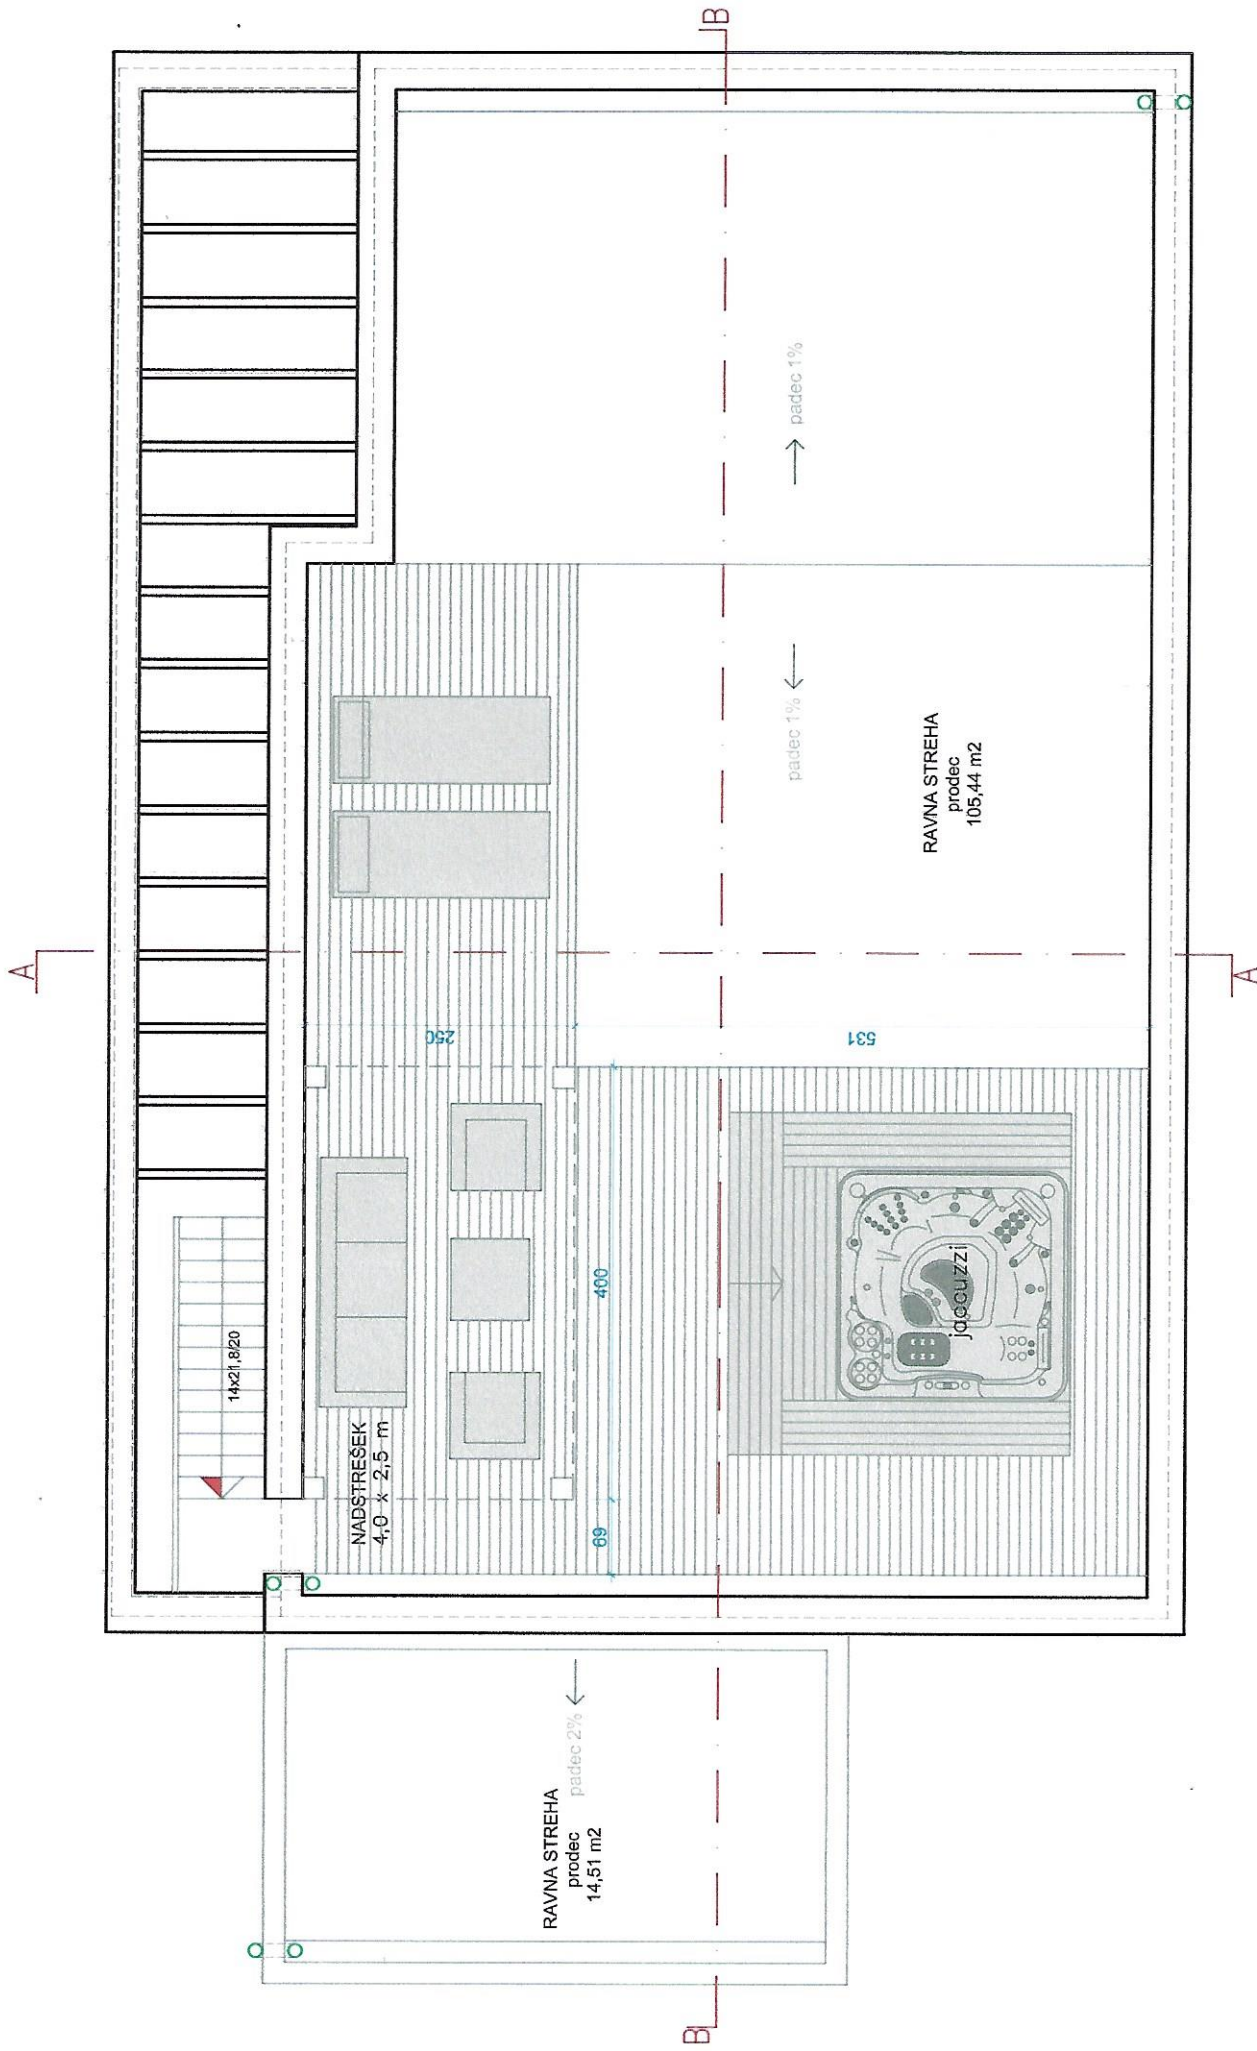 B
padec 1%
padec 1%
RAVNA STREHA
prodec
105,44 m2
A
A
250
531
400
69
14x21,8/20
NADSTREŠEK
4,0 x 2,5 m
jaccuzzi
RAVNA STREHA
prodec
14,51 m2
padec 2%
B